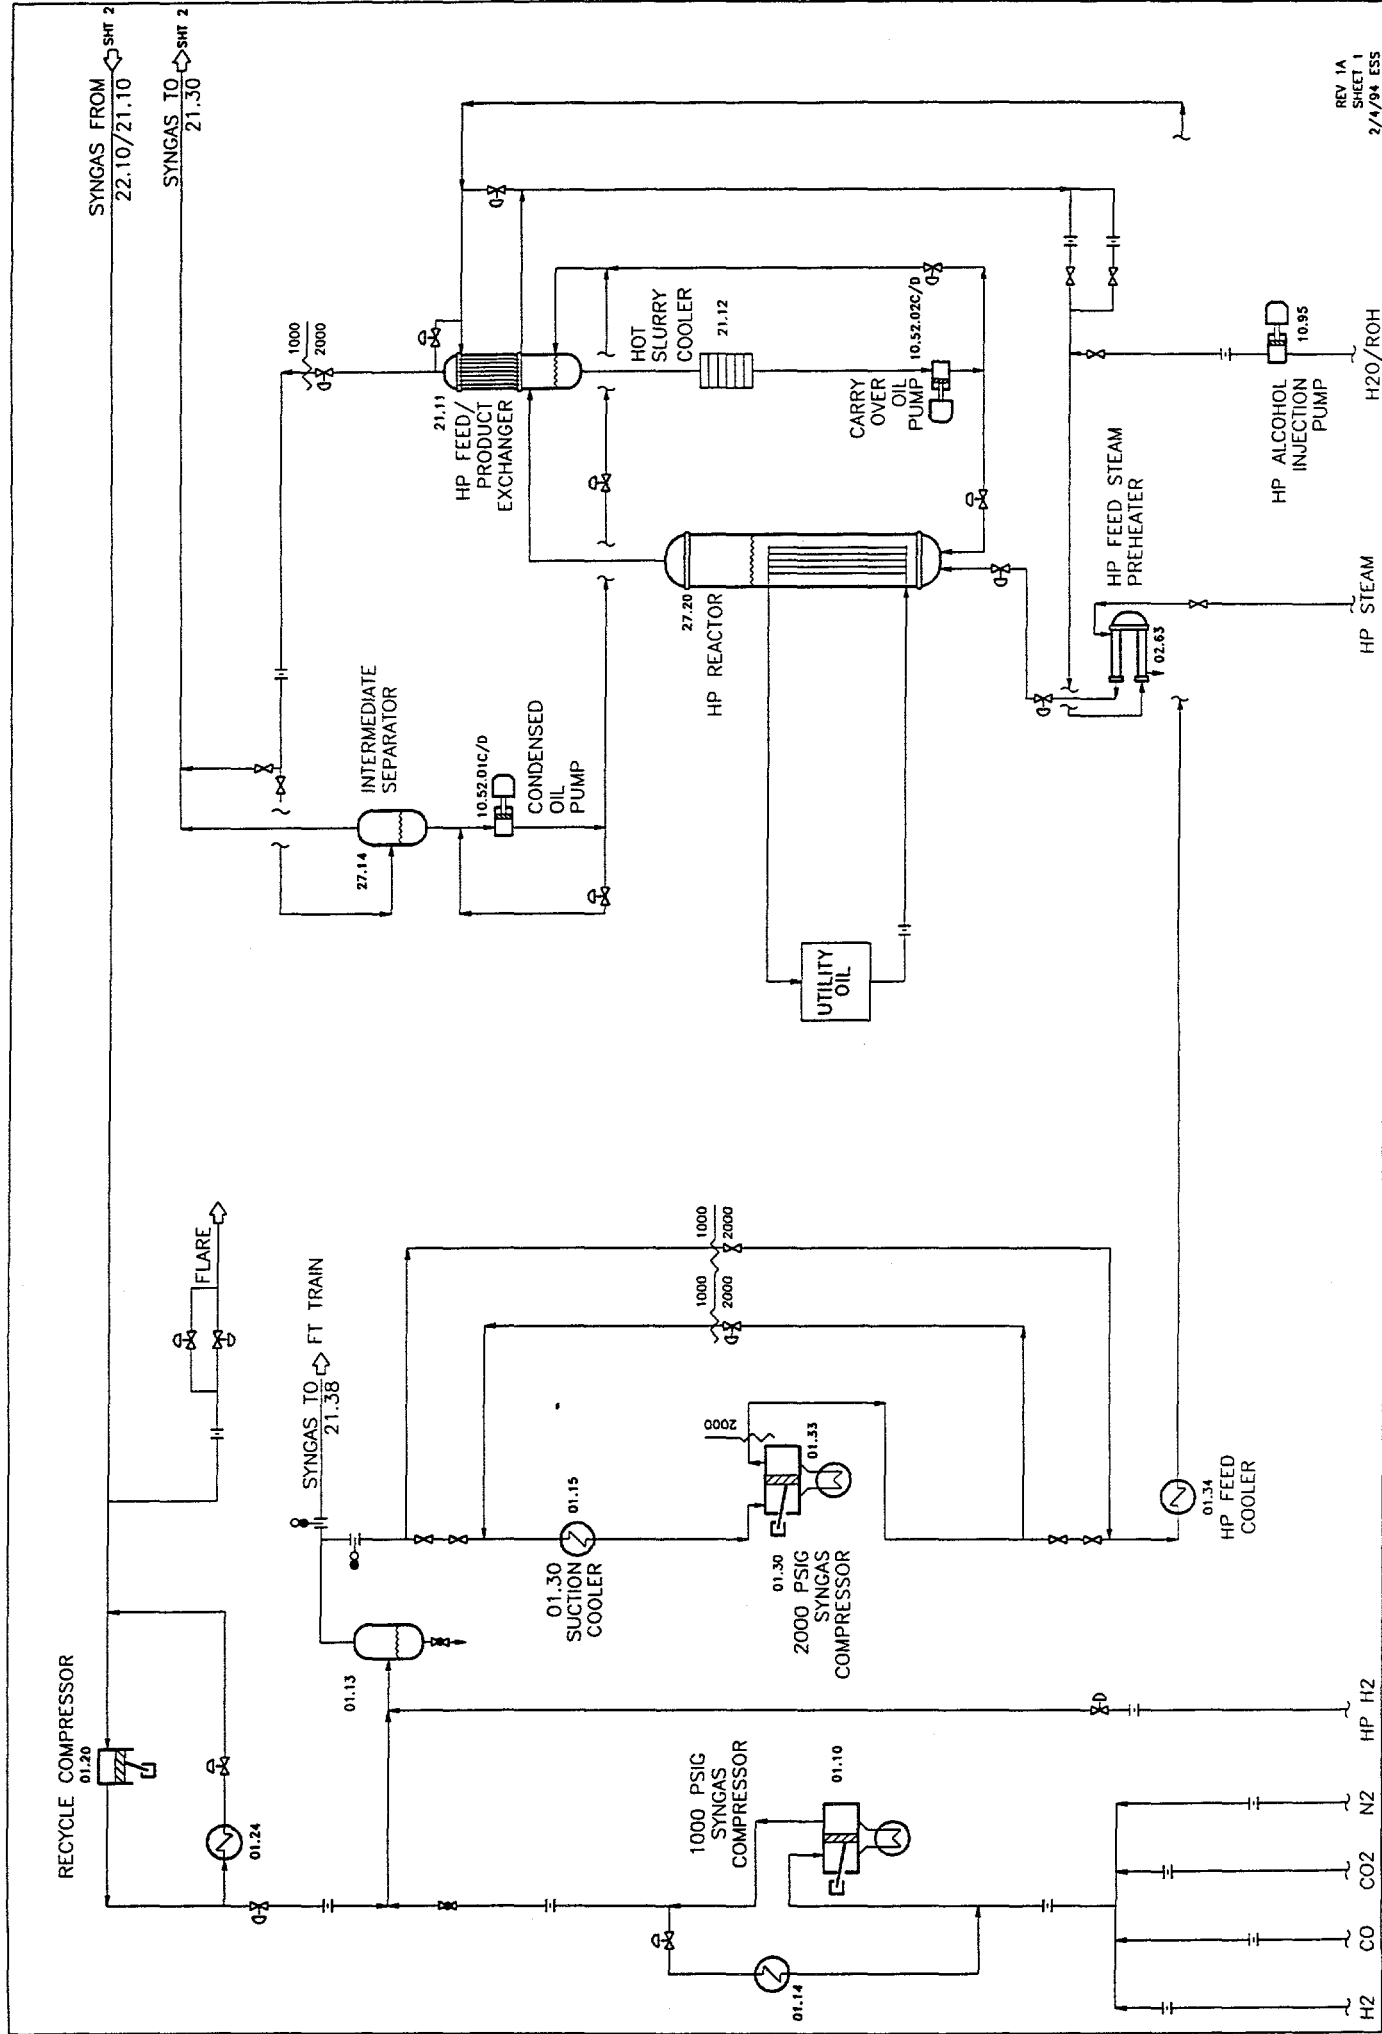 SYNGAS FROM
22.10/21.10
SHT 2
SYNGAS TO
21.30
SHT 2
RECYCLE COMPRESSOR
01.20
01.24
FLARE
SYNGAS TO
21.38
FT TRAIN
01.13
01.30
SUCTION
COOLER
01.15
1000
2000
1000
2000
2000
01.33
01.30
2000 PSIG
SYNGAS
COMPRESSOR
1000 PSIG
SYNGAS
COMPRESSOR
01.10
01.14
01.34
HP FEED
COOLER
H2
CO
CO2
N2
HP H2
INTERMEDIATE
SEPARATOR
27.14
10.52.01C/D
CONDENSED
OIL
PUMP
1000
2000
21.11
HP FEED/
PRODUCT
EXCHANGER
HOT
SLURRY
COOLER
21.12
CARRY
OVER
OIL
PUMP
10.52.02C/D
27.20
HP REACTOR
UTILITY
OIL
HP FEED STEAM
PREHEATER
02.63
HP STEAM
HP ALCOHOL
INJECTION
PUMP
10.95
H2O/ROH
REV 1A
SHEET 1
2/4/94 ESS